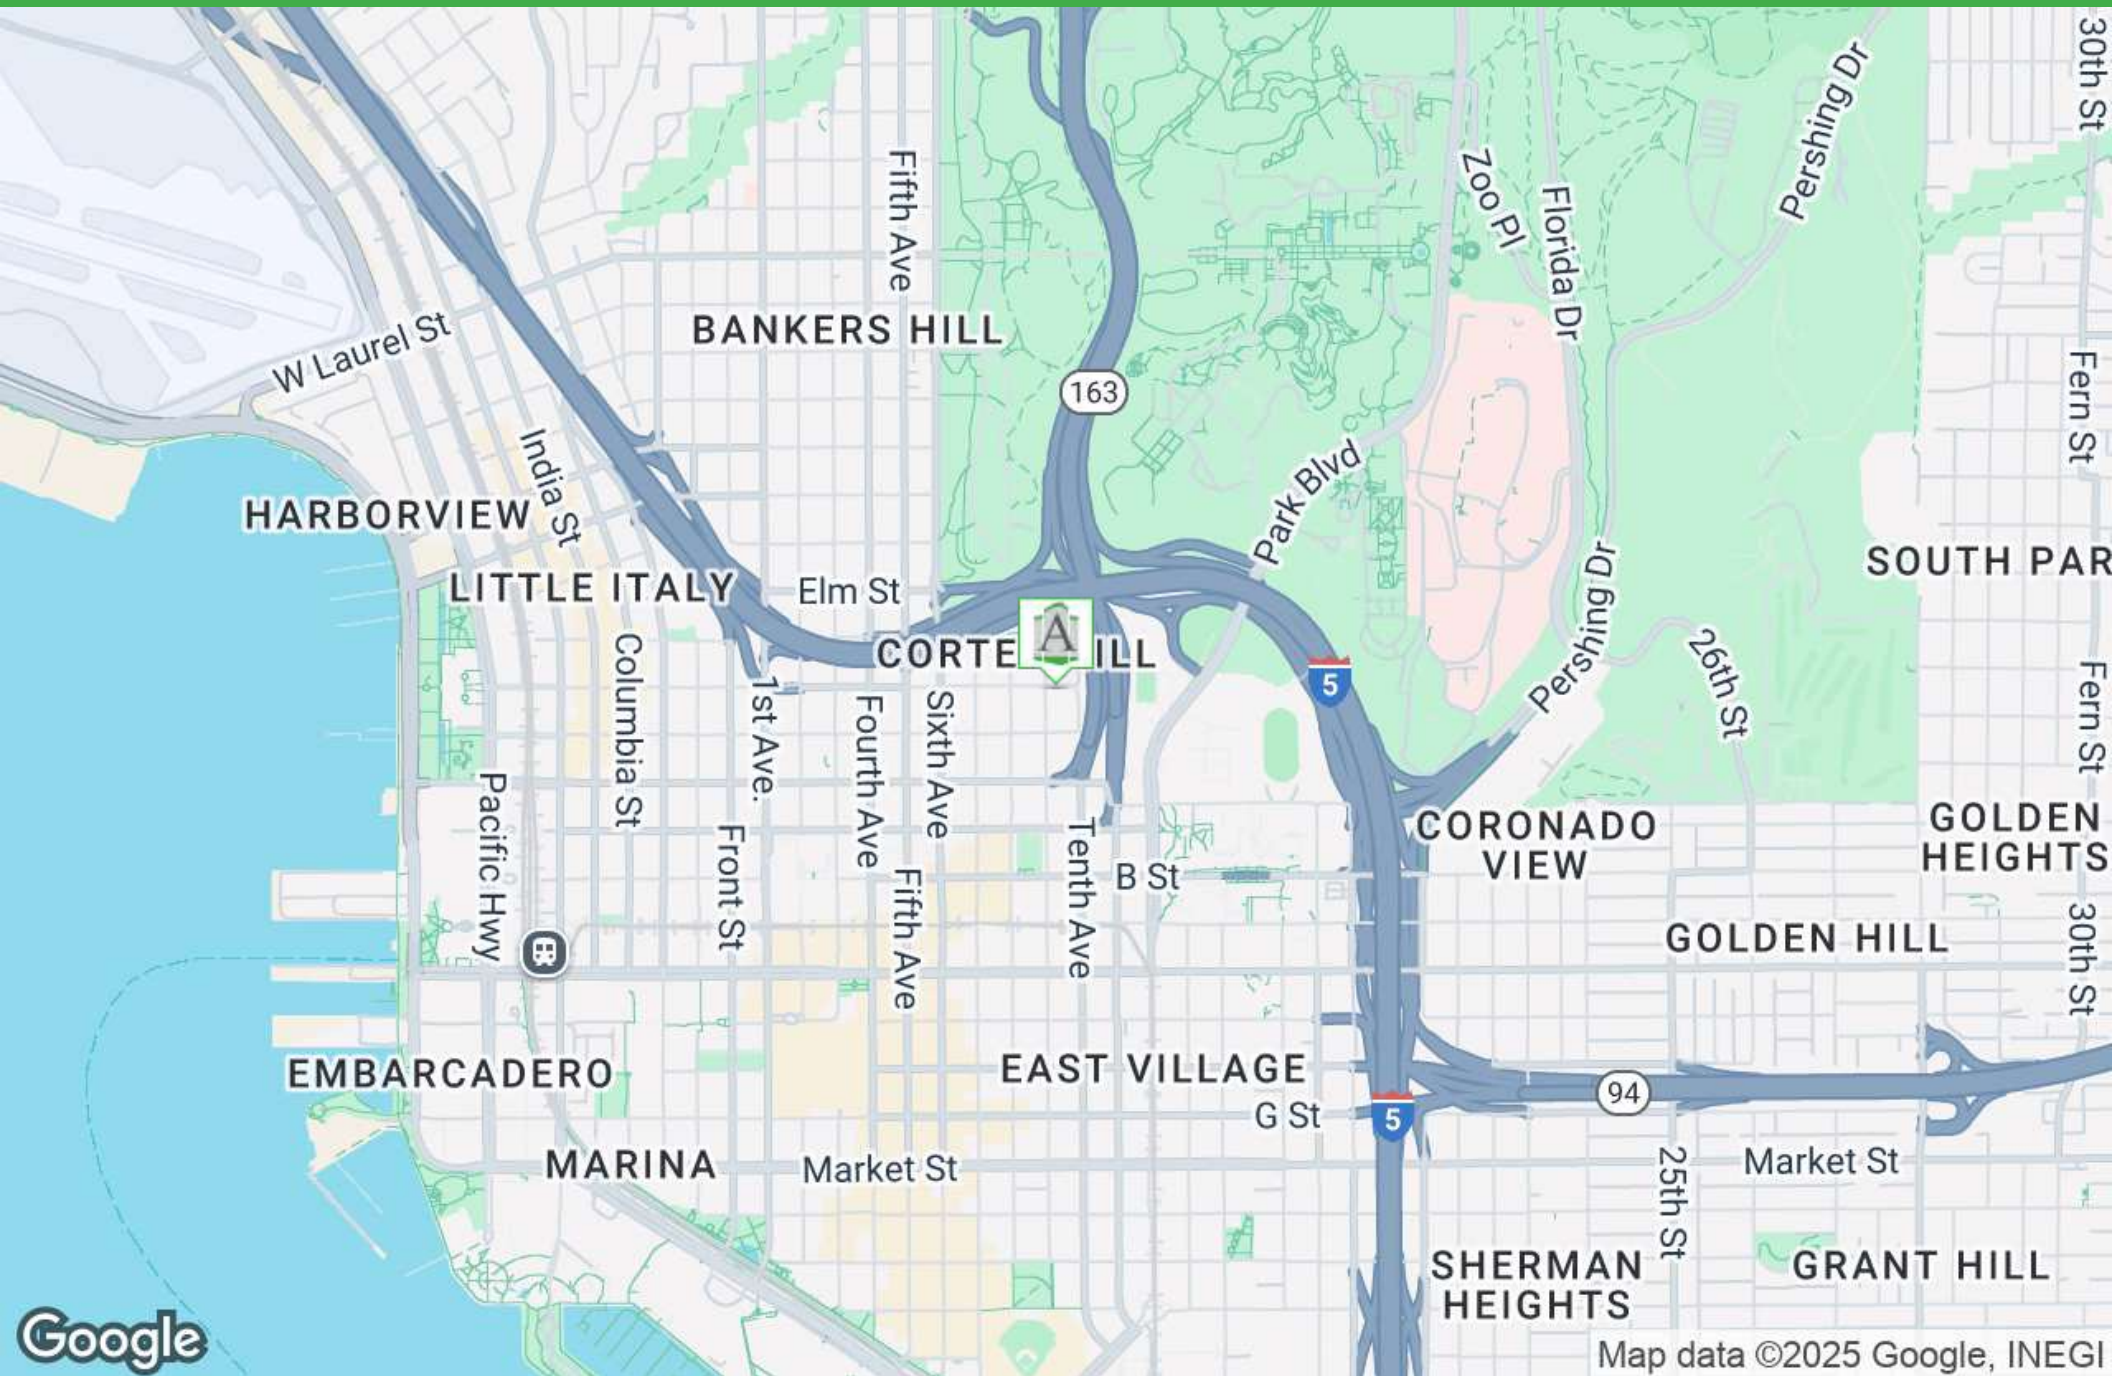 30th St
Pershing Dr
Zoo Pl
Florida Dr
Fifth Ave
BANKERS HILL
W Laurel St
163
Fern St
India St
Park Blvd
HARBORVIEW
SOUTH PAR
LITTLE ITALY
Elm St
Pershing Dr
CORTE
A
ILL
26th St
5
Columbia St
1st Ave.
Fourth Ave
Sixth Ave
Fern St
Pacific Hwy
Front St
Tenth Ave
CORONADO
VIEW
GOLDEN
HEIGHTS
B St
Fifth Ave
GOLDEN HILL
30th St
EMBARCADERO
EAST VILLAGE
94
G St
5
MARINA
Market St
25th St
Market St
SHERMAN
HEIGHTS
GRANT HILL
Google
Map data ©2025 Google, INEGI